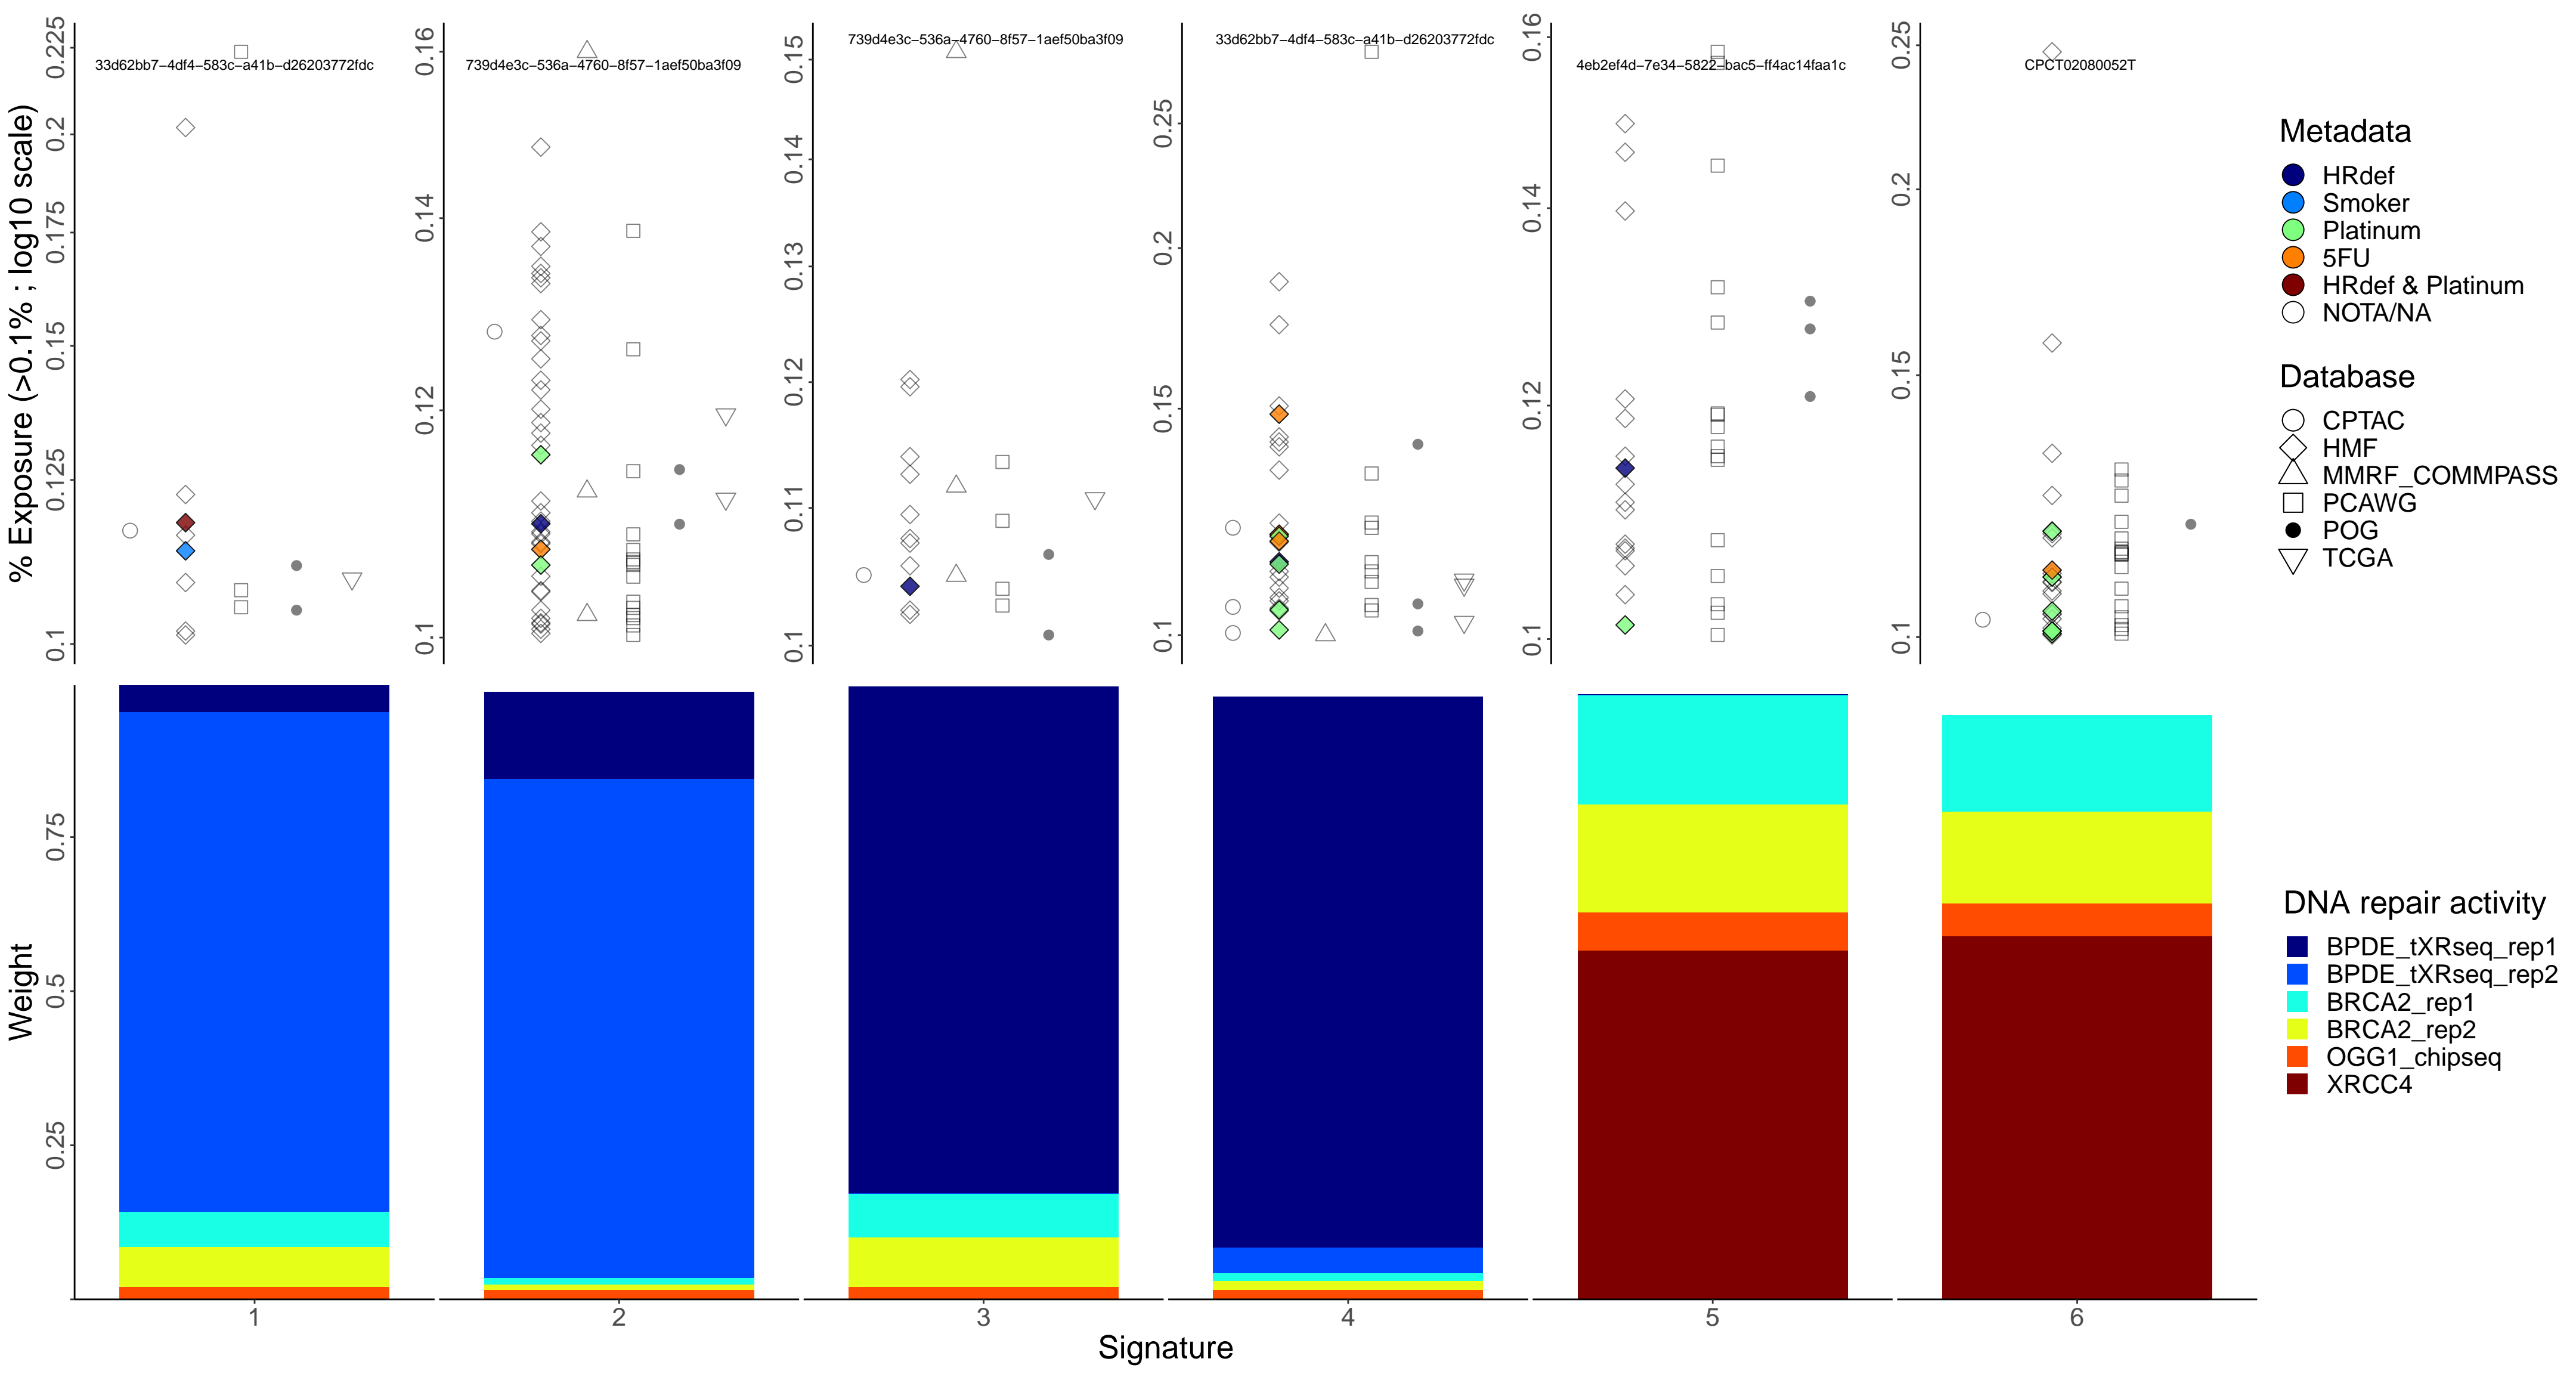 % Exposure (>0.1% ; log10 scale)
0.225
0.2
0.175
0.15
0.125
0.1
33d62bb7−4df4−583c−a41b−d26203772fdc
0.16
0.14
0.12
0.1
739d4e3c−536a−4760−8f57−1aef50ba3f09
0.15
0.14
0.13
0.12
0.11
0.1
739d4e3c−536a−4760−8f57−1aef50ba3f09
0.25
0.2
0.15
0.1
33d62bb7−4df4−583c−a41b−d26203772fdc
0.16
0.14
0.12
0.1
4eb2ef4d−7e34−5822−bac5−ff4ac14faa1c
0.25
0.2
0.15
0.1
CPCT02080052T
Metadata
HRdef
Smoker
Platinum
5FU
HRdef & Platinum
NOTA/NA
Database
CPTAC
HMF
MMRF_COMMPASS
PCAWG
POG
TCGA
Weight
0.75
0.5
0.25
1
2
3
4
5
6
Signature
DNA repair activity
BPDE_tXRseq_rep1
BPDE_tXRseq_rep2
BRCA2_rep1
BRCA2_rep2
OGG1_chipseq
XRCC4